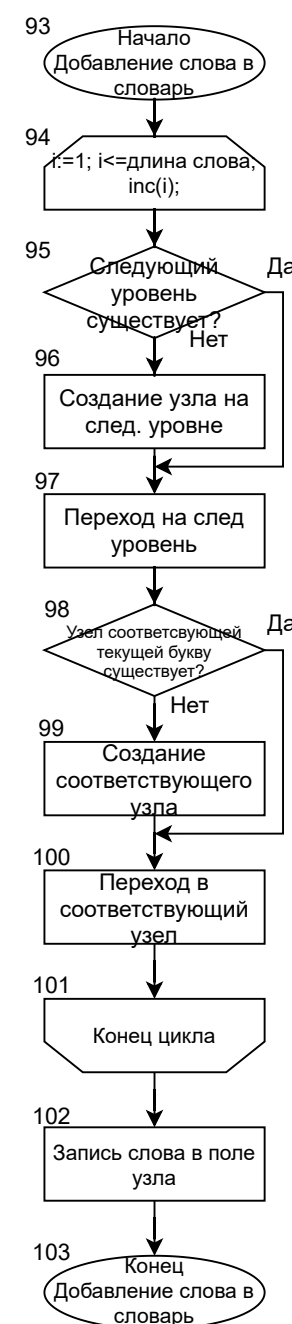 93
Начало
Добавление слова в
словарь
94
i:=1; i<=длина слова,
inc(i);
95
Следующий
уровень
существует?
Да
Нет
96
Создание узла на
след. уровне
97
Переход на след
уровень
98
Узел соответсвующей
текущей букву
существует?
Да
Нет
99
Создание
соответствующего
узла
100
Переход в
соответствующий
узел
101
Конец цикла
102
Запись слова в поле
узла
103
Конец
Добавление слова в
словарь